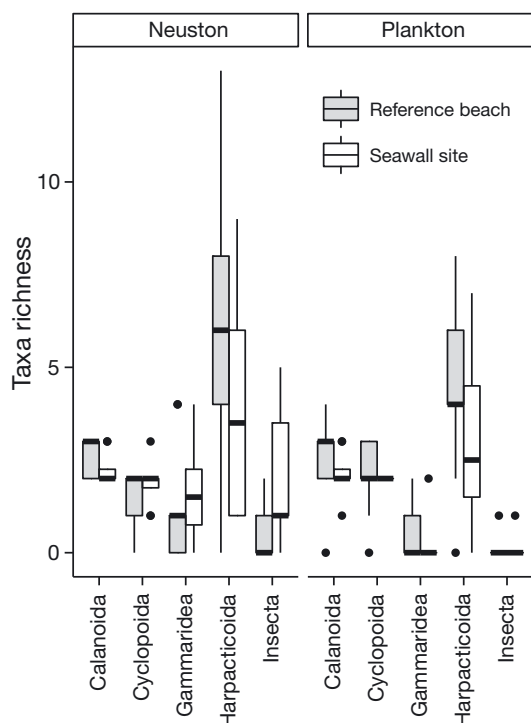 Neuston
Plankton
Reference beach
Seawall site
Taxa richness
10
5
0
Calanoida
Cyclopoida
Gammaridea
Harpacticoida
Insecta
Calanoida
Cyclopoida
Gammaridea
Harpacticoida
Insecta